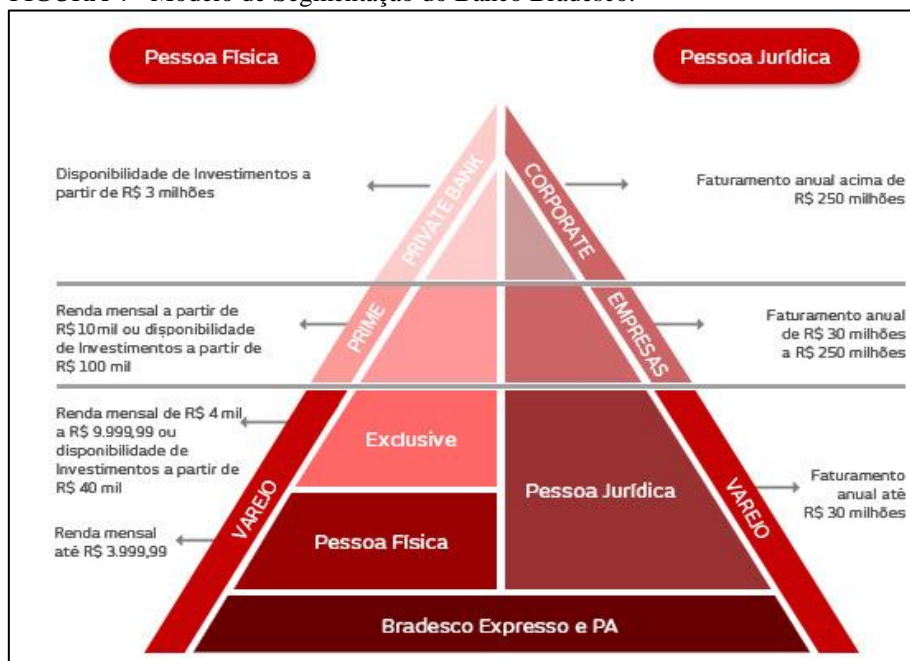 FIGURA 7 - Modelo de Segmentação do Banco Bradesco.
Pessoa Física
Pessoa Jurídica
Disponibilidade de Investimentos a
partir de R$ 3 milhões
PRIVATE BANK
CORPORATE
Faturamento anual acima de
R$ 250 milhões
Renda mensal a partir de
R$ 10 mil ou disponibilidade
de Investimentos a partir de
R$ 100 mil
PRIME
EMPRESAS
Faturamento anual
de R$ 30 milhões
a R$ 250 milhões
Renda mensal de R$ 4 mil
a R$ 9.999,99 ou
disponibilidade de
Investimentos a partir de
R$ 40 mil
Renda mensal
até R$ 3.999,99
VAREJO
Exclusive
Pessoa Física
Pessoa Jurídica
VAREJO
Faturamento
anual até
R$ 30 milhões
Bradesco Expresso e PA